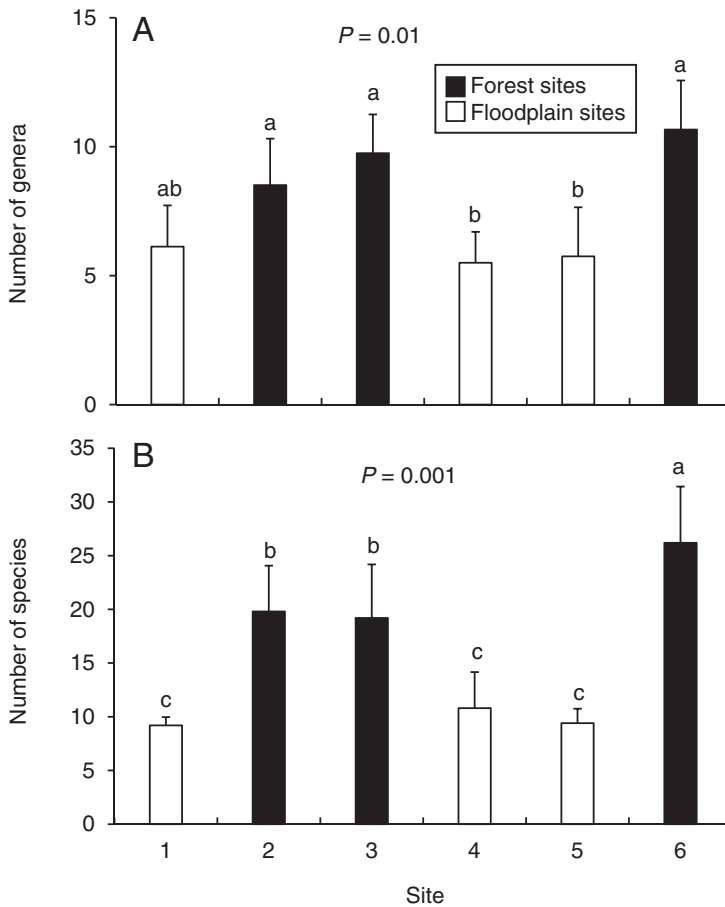 A
P = 0.01
Forest sites
Floodplain sites
Number of genera
15
10
5
0
ab
a
a
b
b
a
B
P = 0.001
Number of species
35
30
25
20
15
10
5
0
c
b
b
c
c
a
1 2 3 4 5 6
Site